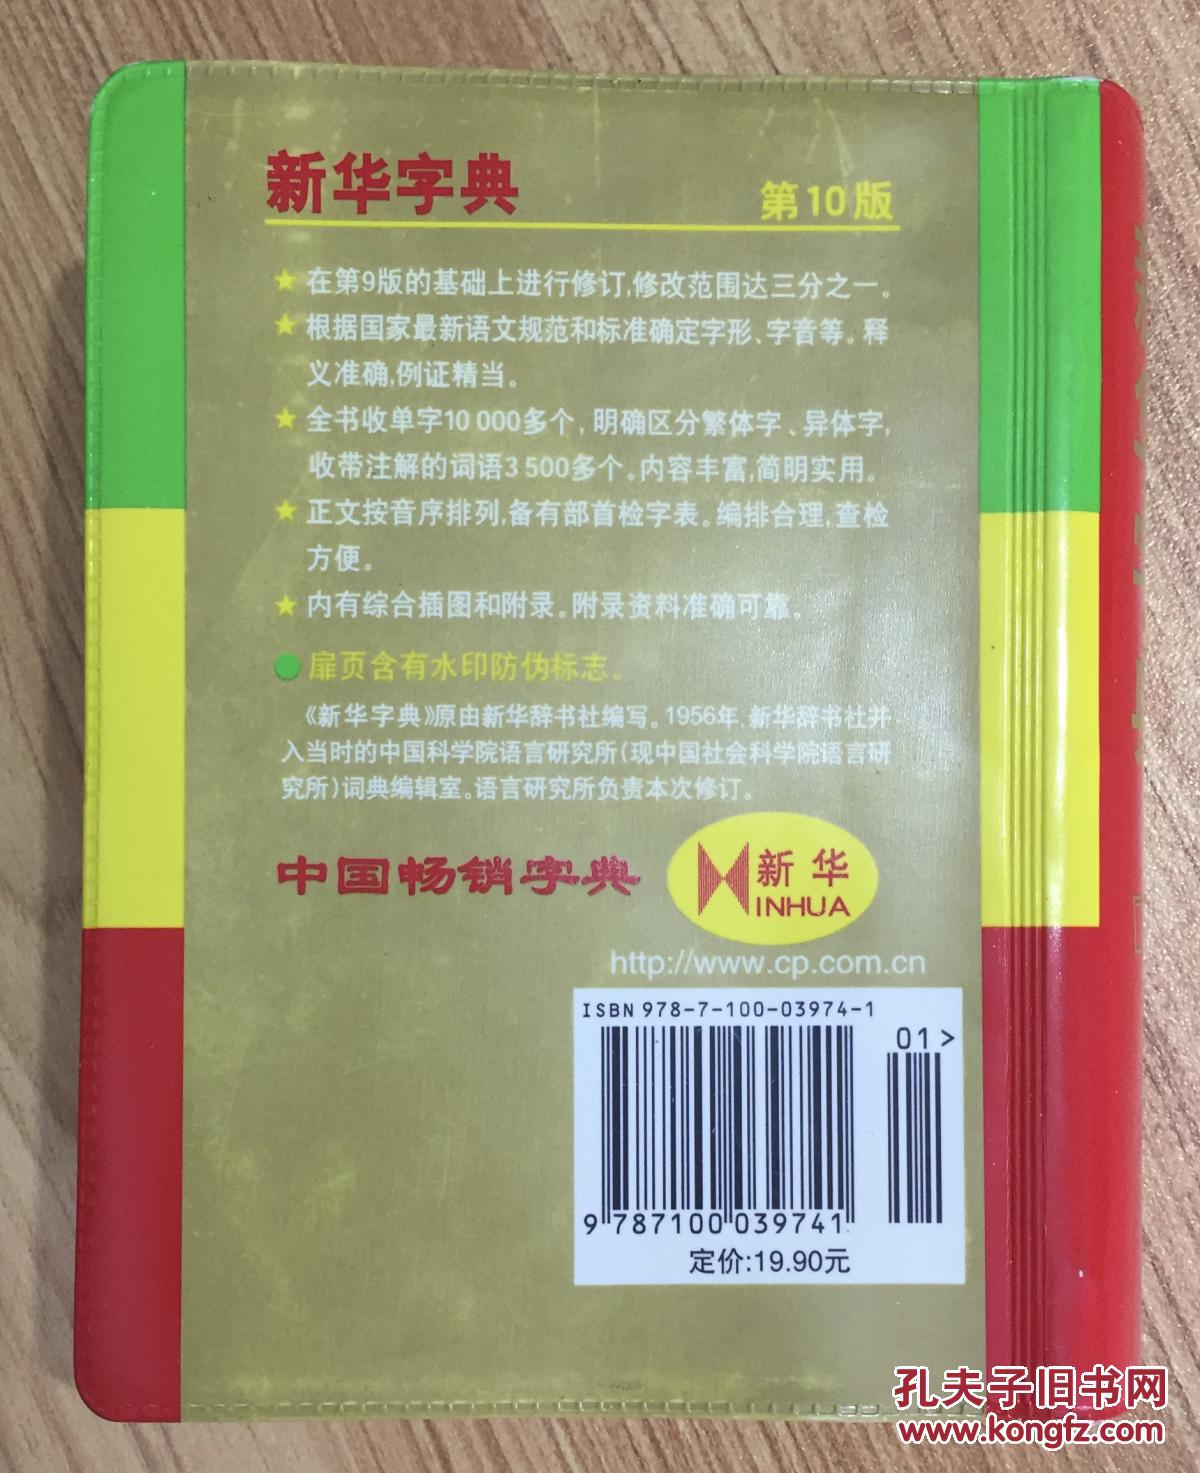 新华字典
第10版
★ 在第9版的基础上进行修订,修改范围达三分之一。
★ 根据国家最新语文规范和标准确定字形、字音等。释
义准确,例证精当。
★ 全书收单字10 000多个, 明确区分繁体字、异体字,
收带注解的词语3 500多个。内容丰富,简明实用。
★ 正文按音序排列,备有部首检字表。编排合理,查检
方便。
★ 内有综合插图和附录。附录资料准确可靠。
● 扉页含有水印防伪标志。
《新华字典》原由新华辞书社编写。1956年,新华辞书社并
入当时的中国科学院语言研究所(现中国社会科学院语言研
究所)词典编辑室。语言研究所负责本次修订。
中国畅销字典
新华
XINHUA
http://www.cp.com.cn
ISBN 978-7-100-03974-1
01>
9 787100 039741
定价:19.90元
孔夫子旧书网
www.kongfz.com